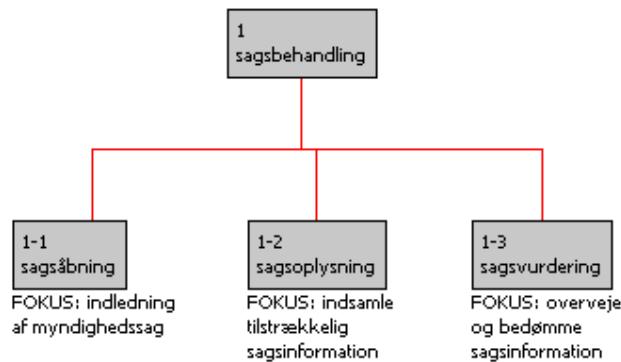 1
sagsbehandling
1-1
sagsåbning
FOKUS: indledning
af myndighedssag
1-2
sagsoplysning
FOKUS: indsamle
tilstrækkelig
sagsinformation
1-3
sagsvurdering
FOKUS: overveje
og bedømme
sagsinformation